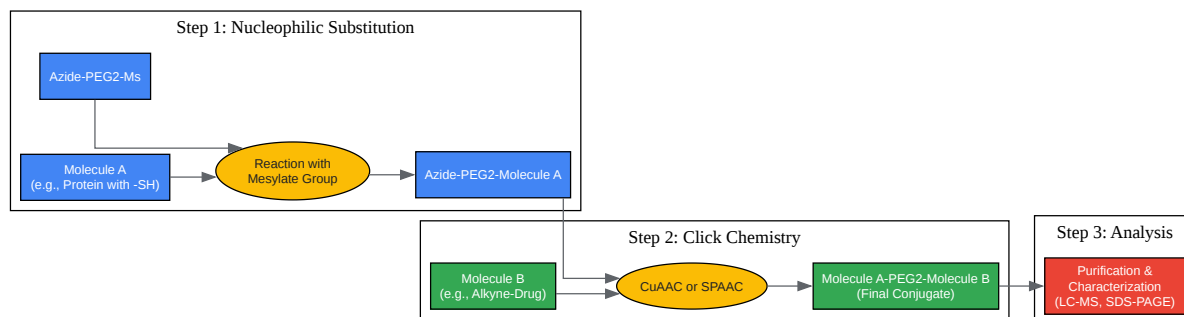 Step 1: Nucleophilic Substitution
Azide-PEG2-Ms
Molecule A
(e.g., Protein with -SH)
Reaction with
Mesylate Group
Azide-PEG2-Molecule A
Step 2: Click Chemistry
Molecule B
(e.g., Alkyne-Drug)
CuAAC or SPAAC
Molecule A-PEG2-Molecule B
(Final Conjugate)
Step 3: Analysis
Purification &
Characterization
(LC-MS, SDS-PAGE)